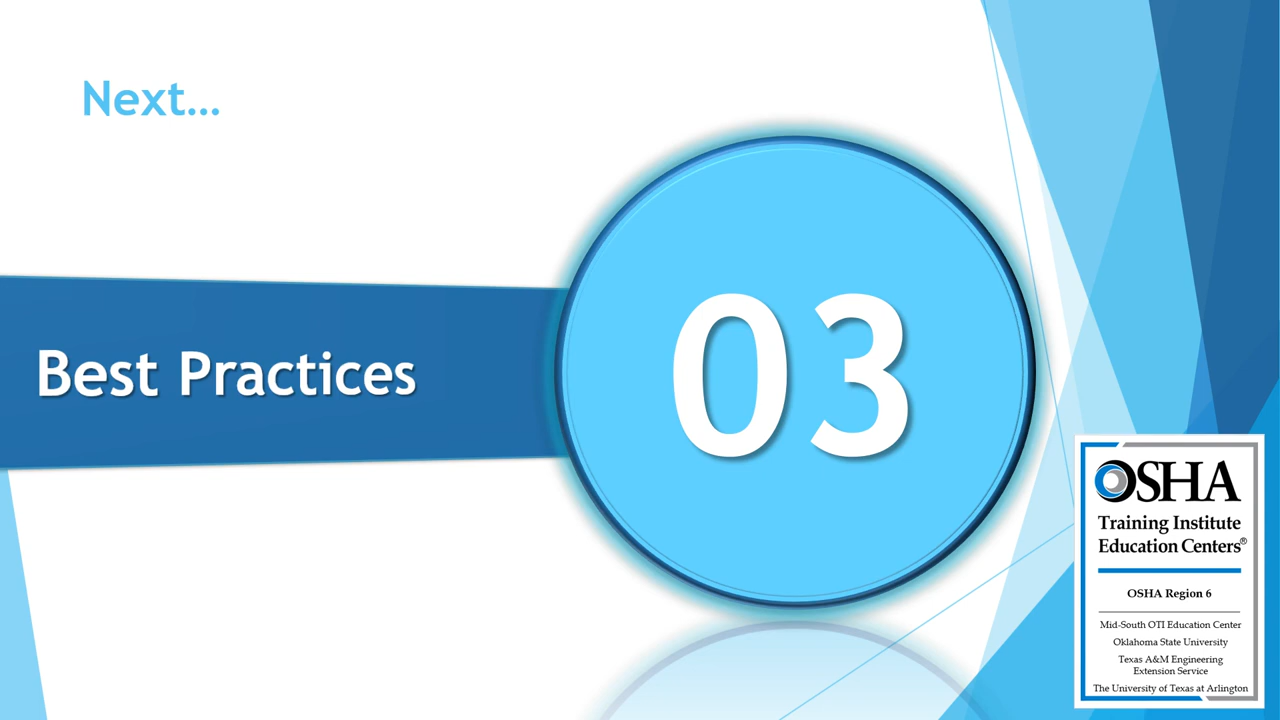 Next...
Best Practices
03
OSHA
Training Institute
Education Centers®
OSHA Region 6
Mid-South OTI Education Center
Oklahoma State University
Texas A&M Engineering
Extension Service
The University of Texas at Arlington